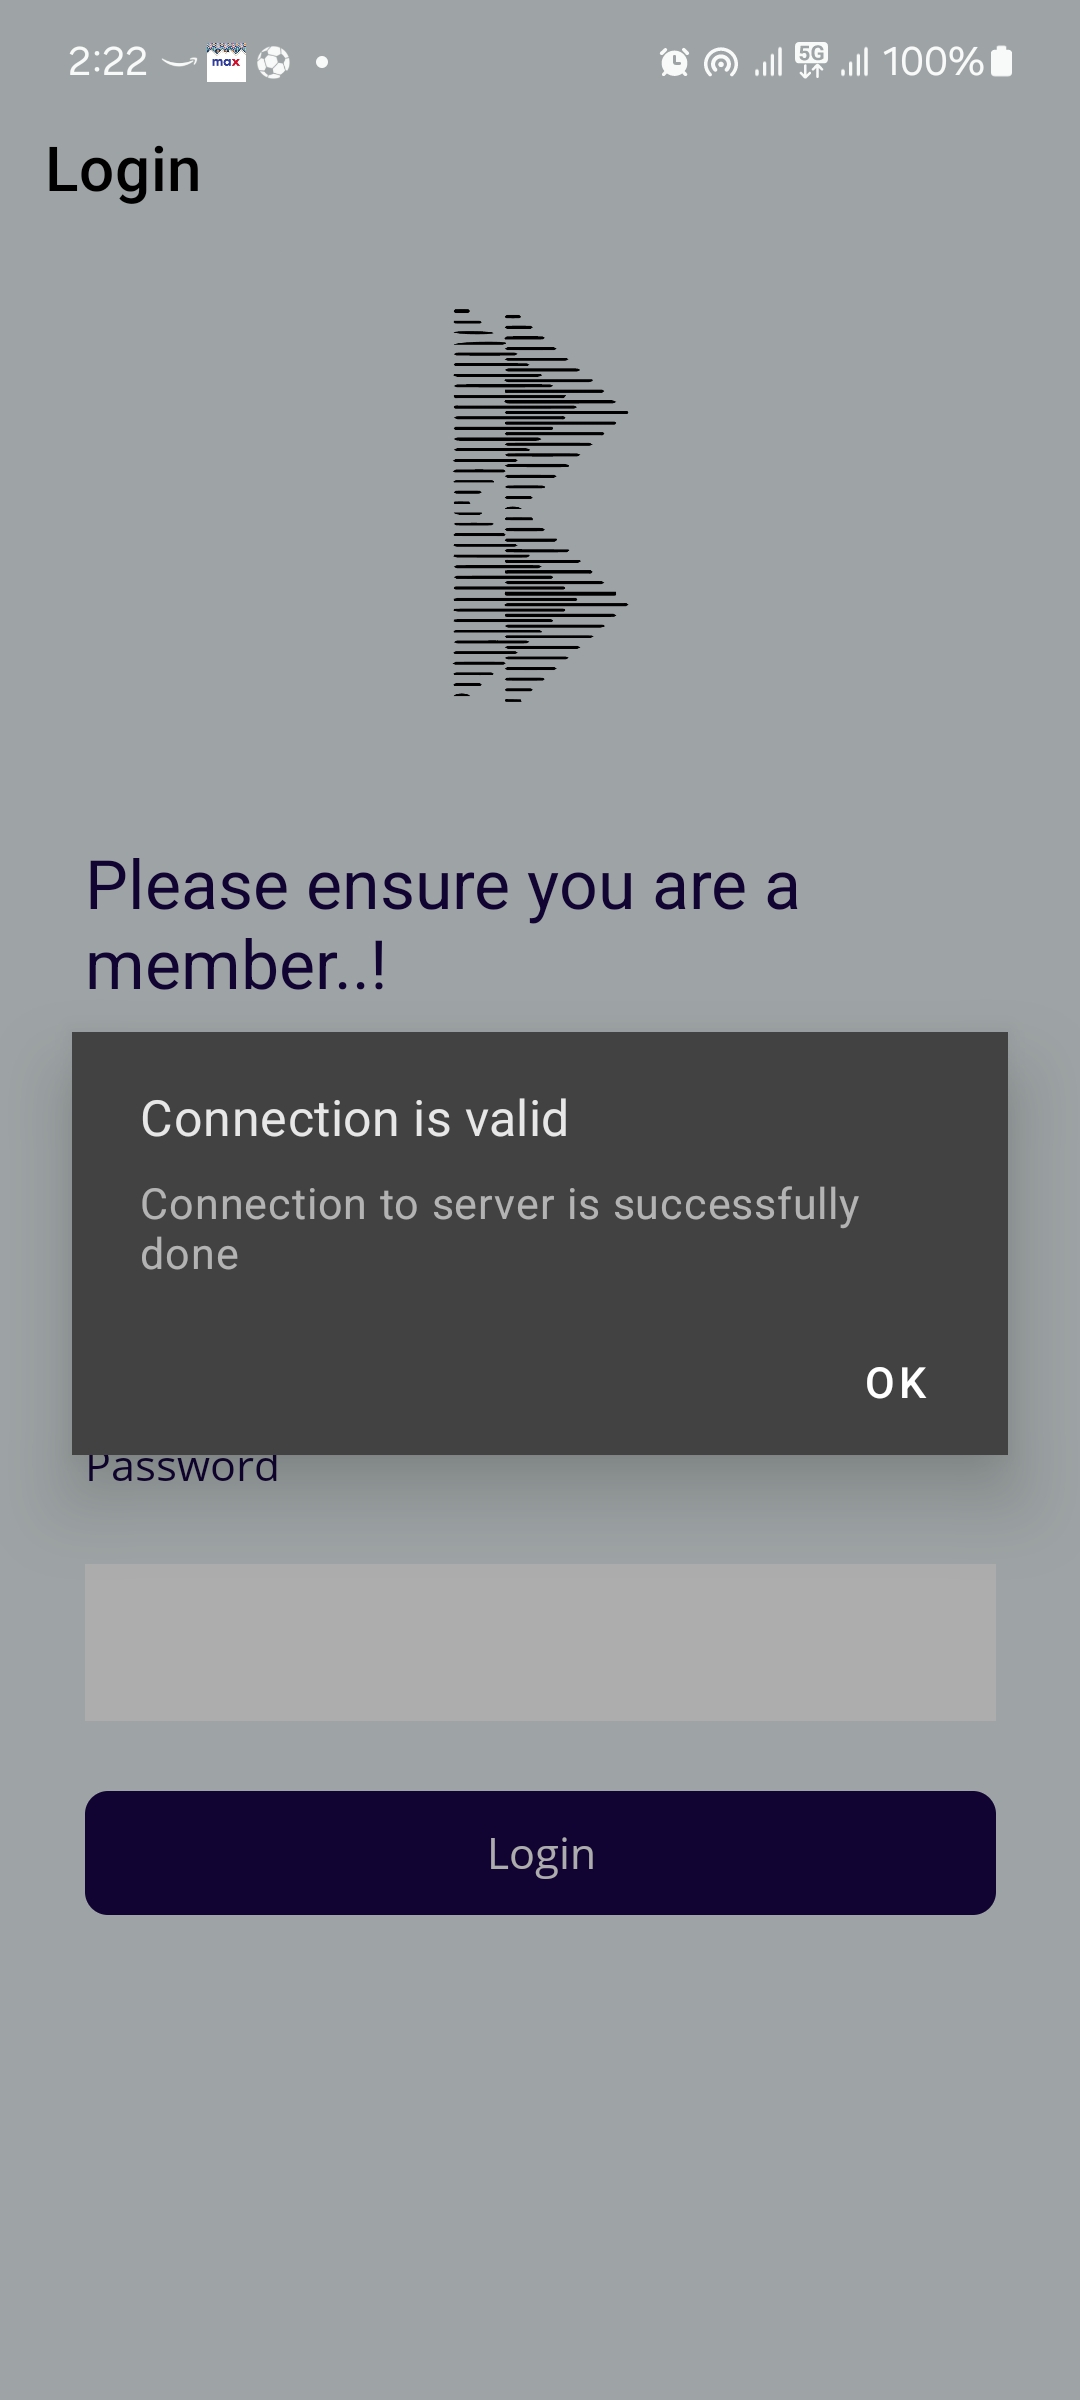 2:22
max
5G
100%
Login
Please ensure you are a
member..!
Connection is valid
Connection to server is successfully
done
OK
Password
Login